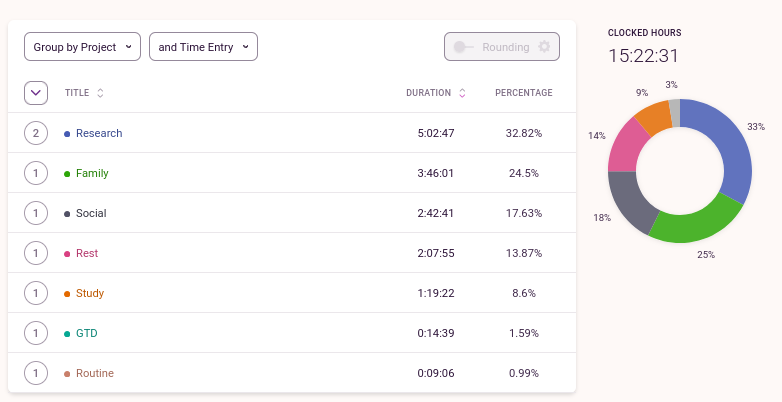 Group by Project
and Time Entry
Rounding
TITLE DURATION PERCENTAGE
2 Research 5:02:47 32.82%
1 Family 3:46:01 24.5%
1 Social 2:42:41 17.63%
1 Rest 2:07:55 13.87%
1 Study 1:19:22 8.6%
1 GTD 0:14:39 1.59%
1 Routine 0:09:06 0.99%
CLOCKED HOURS
15:22:31
3%
9%
33%
14%
18%
25%